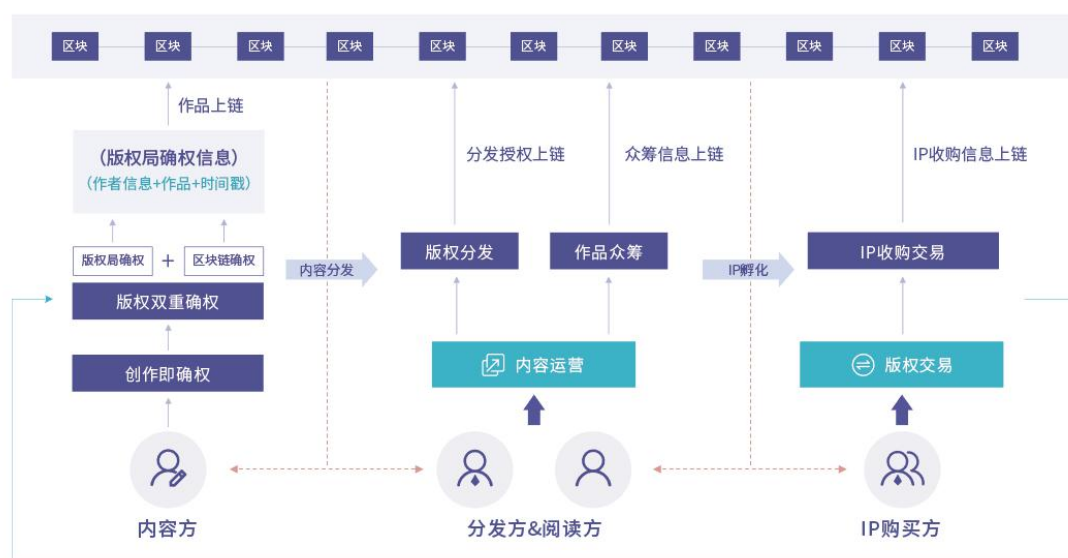 区块 区块 区块 区块 区块 区块 区块 区块 区块 区块 区块
作品上链
(版权局确权信息)
(作者信息+作品+时间戳)
版权局确权 + 区块链确权
版权双重确权
创作即确权
内容方
内容分发
分发授权上链
众筹信息上链
版权分发
作品众筹
内容运营
分发方&阅读方
IP孵化
IP收购信息上链
IP收购交易
版权交易
IP购买方